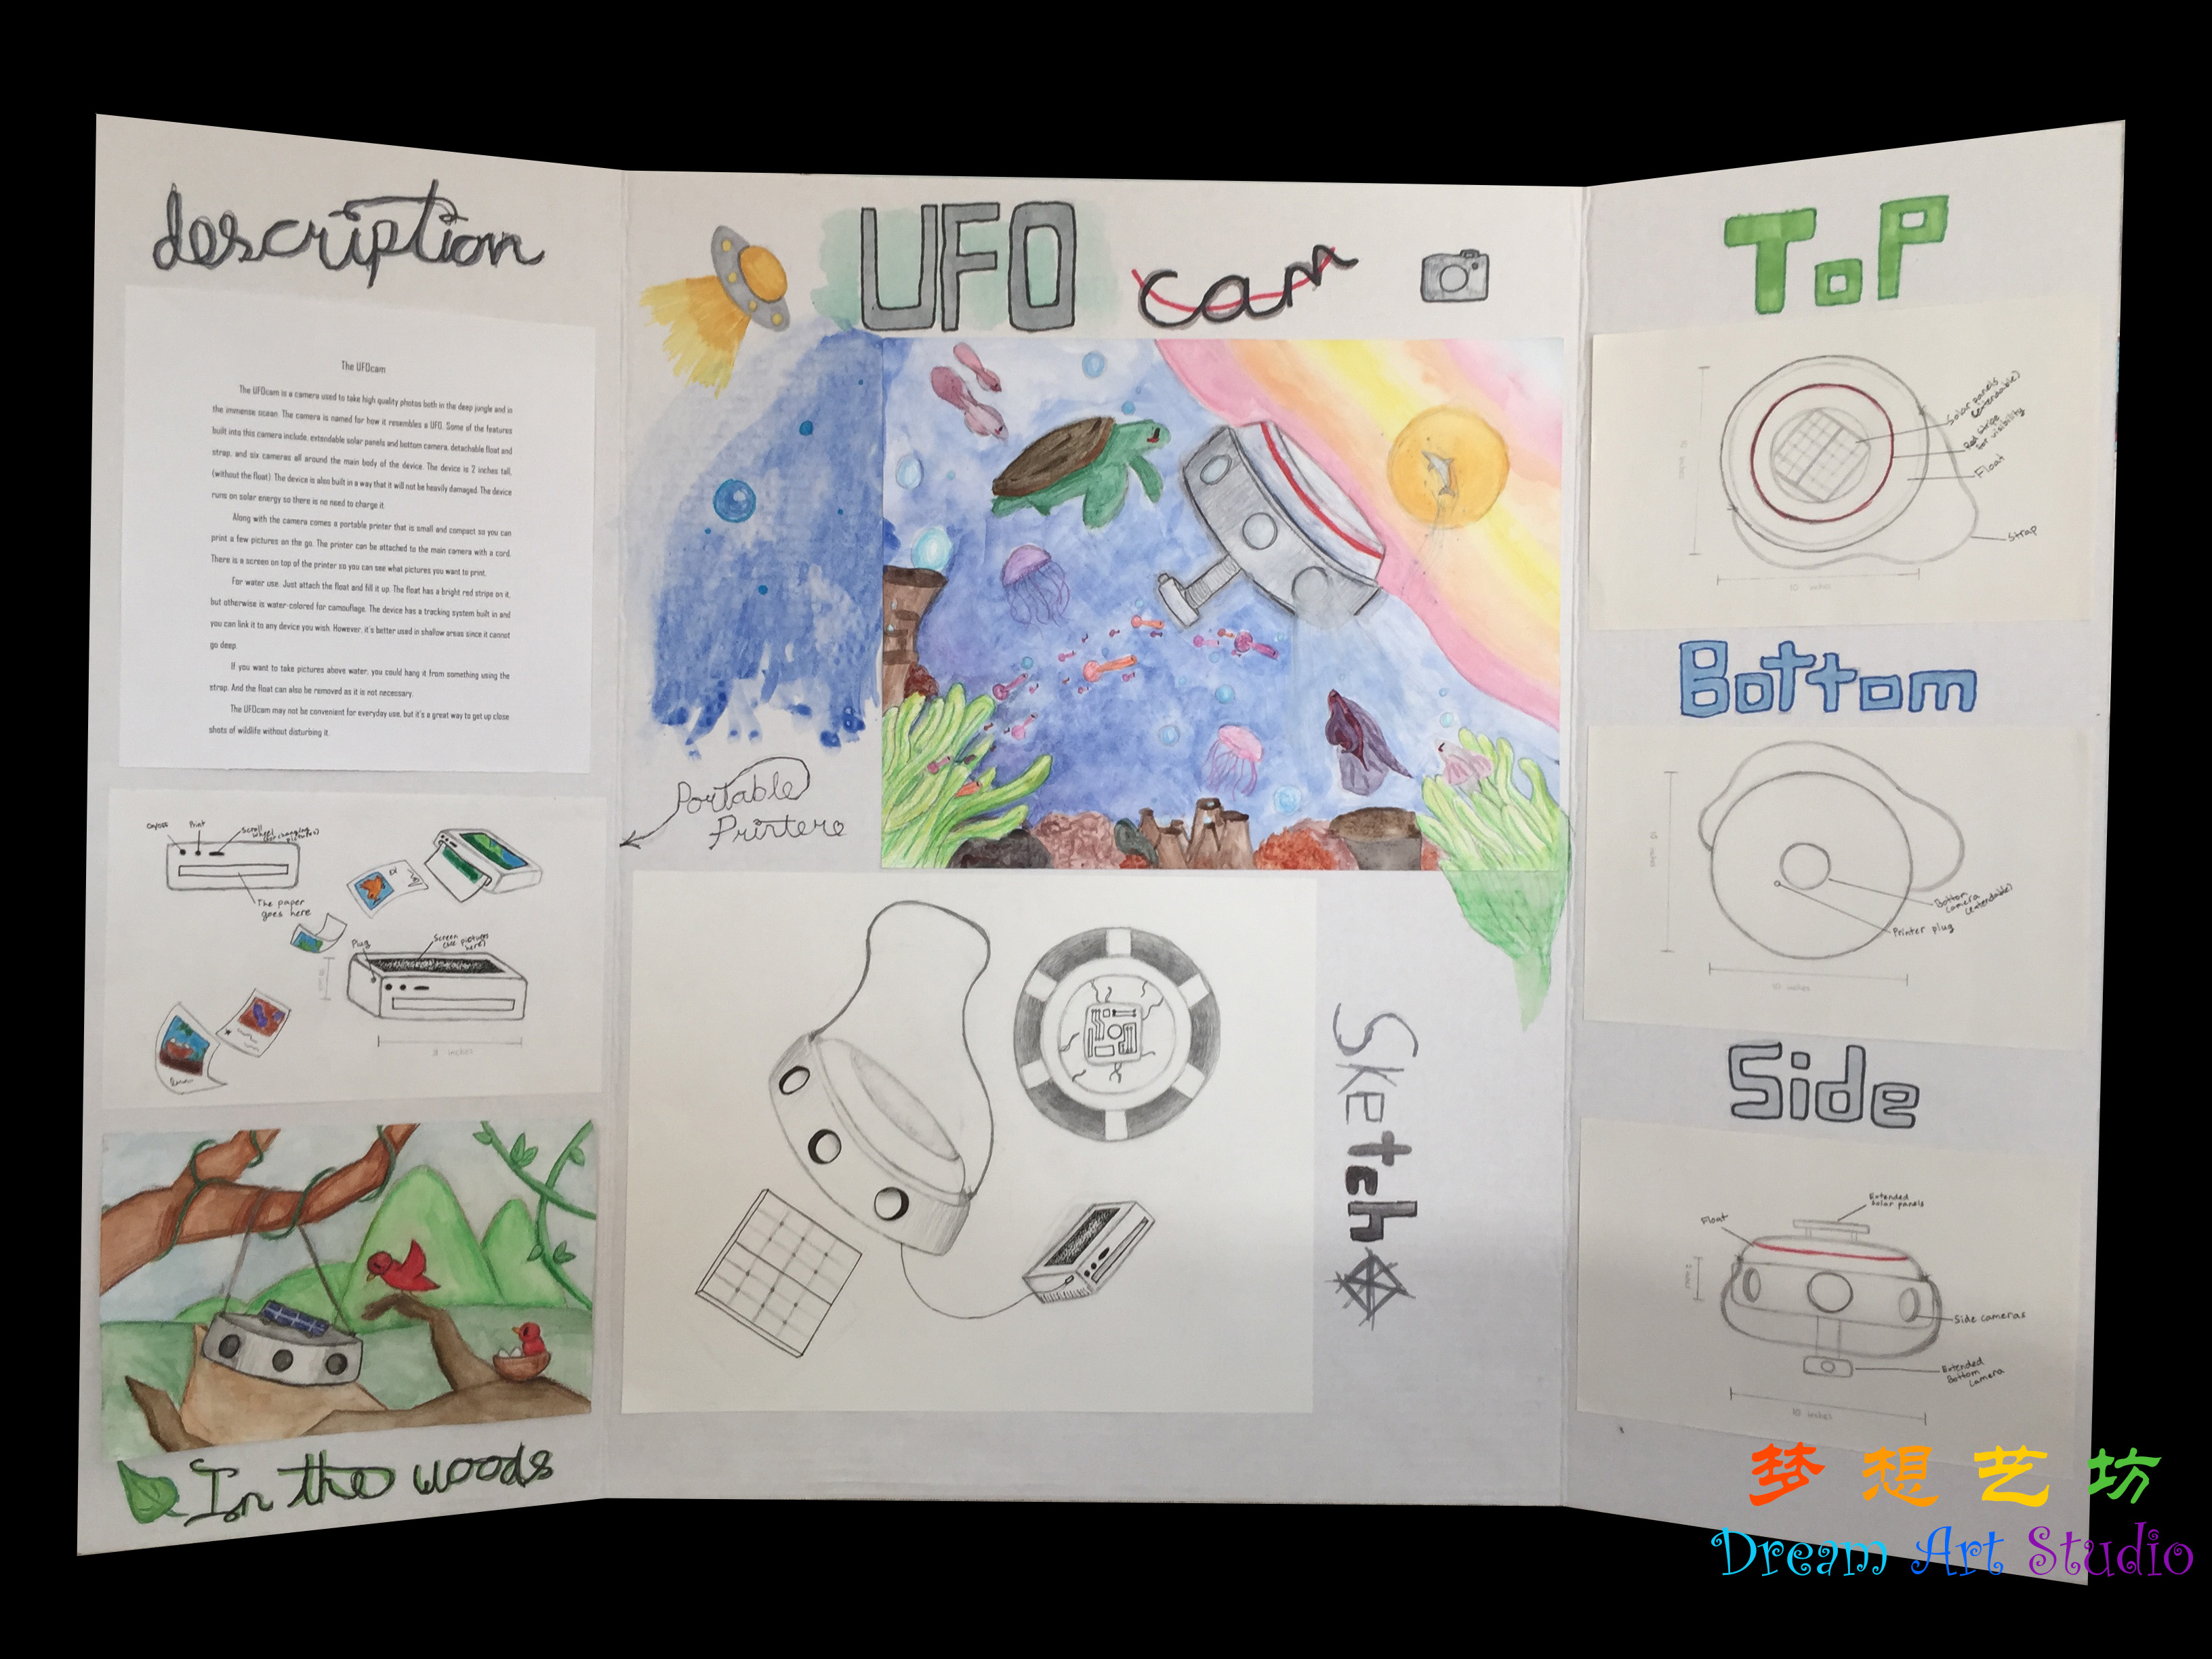 description
The UFOcam
The UFOcam is a camera used to take high quality photos both in the deep jungle and in
the immense ocean. The camera is named for how it resembles a UFO. Some of the features
built into this camera include, extendable solar panels and bottom camera, detachable float and
strap, and six cameras all around the main body of the device. The device is 2 inches tall,
(without the float). The device is also built in a way that it will not be heavily damaged. The device
runs on solar energy so there is no need to charge it.
Along with the camera comes a portable printer that is small and compact so you can
print a few pictures on the go. The printer can be attached to the main camera with a cord.
There is a screen on top of the printer so you can see what pictures you want to print.
For water use. Just attach the float and fill it up. The float has a bright red stripe on it,
but otherwise is water-colored for camouflage. The device has a tracking system built in and
you can link it to any device you wish. However, it's better used in shallow areas since it cannot
go deep.
If you want to take pictures above water, you could hang it from something using the
strap. And the float can also be removed as it is not necessary.
The UFOcam may not be convenient for everyday use, but it's a great way to get up close
shots of wildlife without disturbing it.
on/off
Print
Scroll
wheel
(for changing
pictures)
The paper
goes here
Plug
Screen
(see pictures
here)
3 inches
In the woods
UFO cam
Portable
Printer
Sketch
ToP
Solar panels
(extendable)
Red stripe
for visibility
Float
Strap
10 inches
10 inches
Bottom
Bottom
camera
(extendable)
Printer plug
10 inches
10 inches
Side
Extended
solar panels
Float
2 inches
Side cameras
Extended
Bottom
camera
10 inches
梦想艺坊
Dream Art Studio